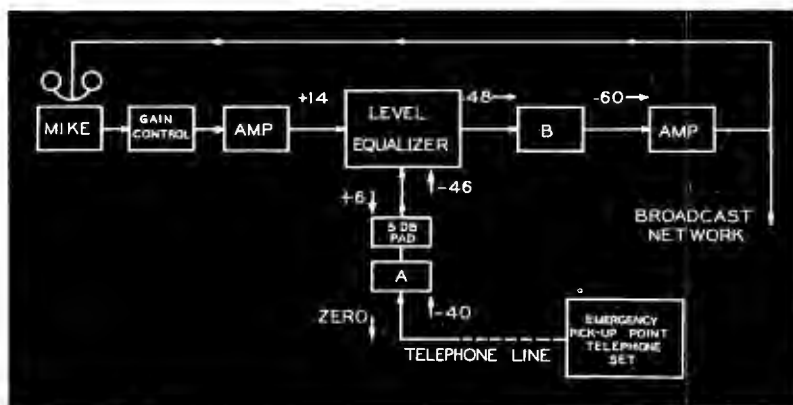 +14
LEVEL
EQUALIZER
-48
-60
MIKE
GAIN
CONTROL
AMP
B
AMP
+6
-46
5 DB
PAD
BROADCAST
NETWORK
A
ZERO
-40
TELEPHONE LINE
EMERGENCY
PICK-UP POINT
TELEPHONE
SET